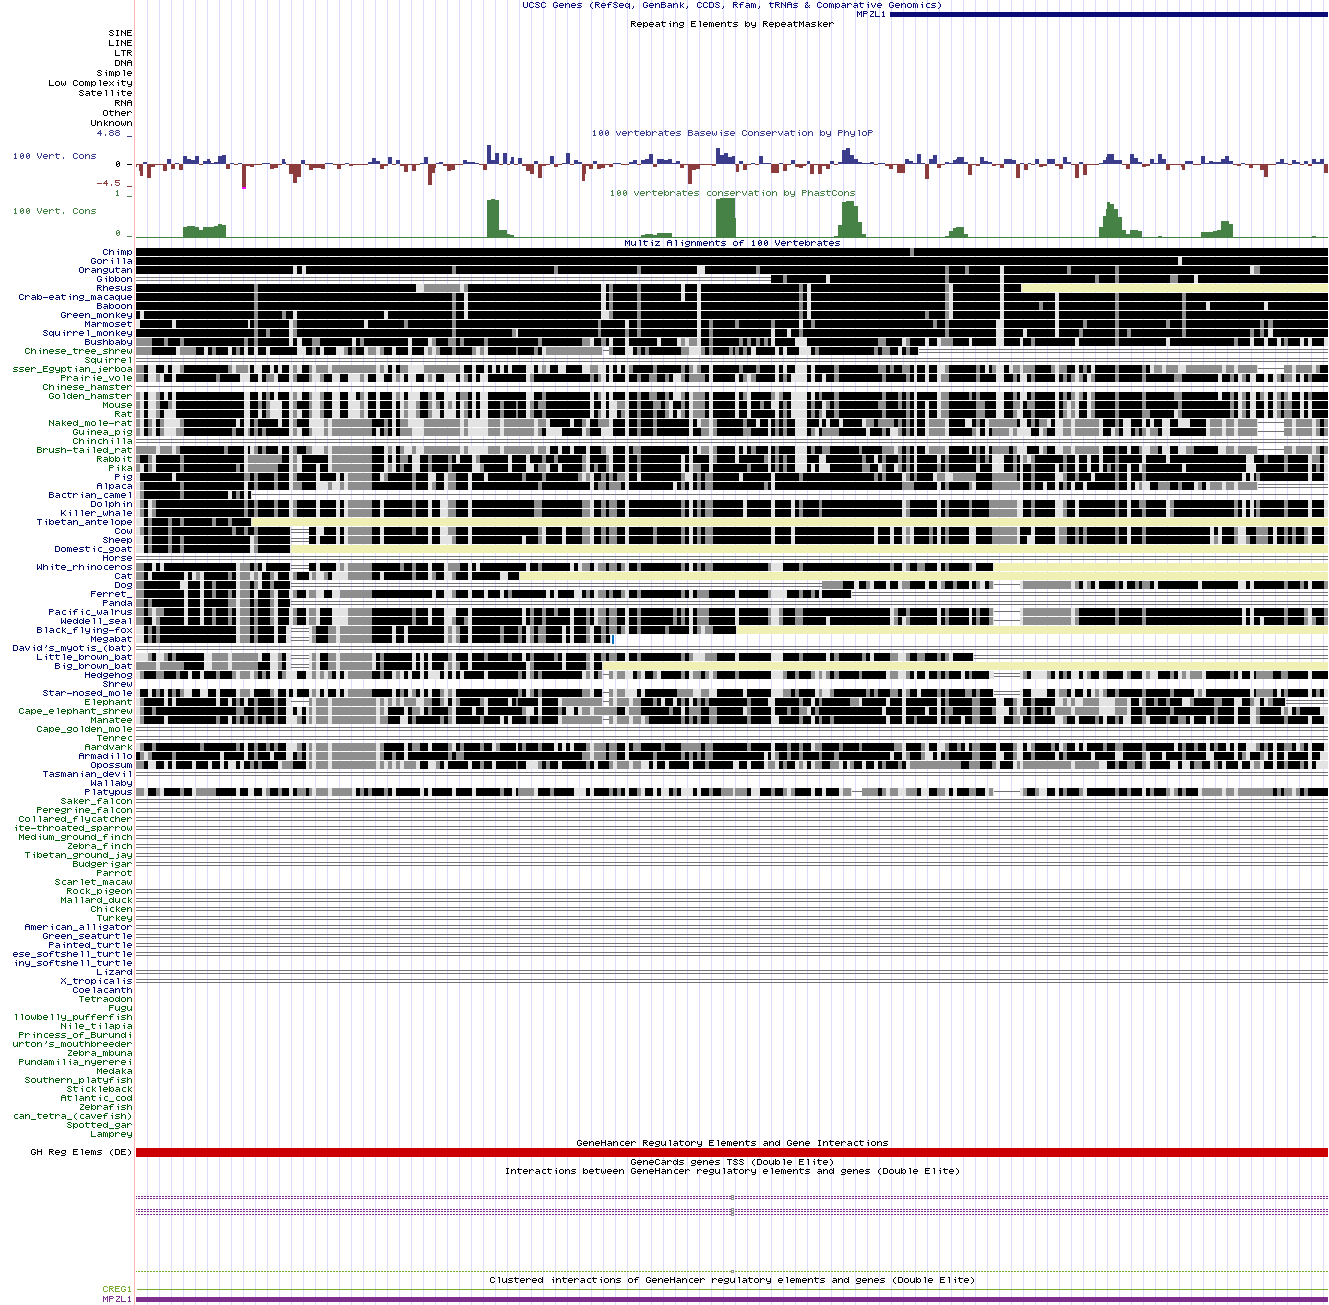 UCSC Genes (RefSeq, GenBank, CCDS, Rfam, tRNAs & Comparative Genomics)
MPZL1
Repeating Elements by RepeatMasker
SINE
LINE
LTR
DNA
Simple
Low Complexity
Satellite
RNA
Other
Unknown
4.88 _
100 vertebrates Basewise Conservation by PhyloP
100 Vert. Cons
0 _
-4.5 _
1 _
100 vertebrates conservation by PhastCons
100 Vert. Cons
0 _
Multiz Alignments of 100 Vertebrates
Chimp
Gorilla
Orangutan
Gibbon
Rhesus
Crab-eating_macaque
Baboon
Green_monkey
Marmoset
Squirrel_monkey
Bushbaby
Chinese_tree_shrew
Squirrel
sser_Egyptian_jerboa
Prairie_vole
Chinese_hamster
Golden_hamster
Mouse
Rat
Naked_mole-rat
Guinea_pig
Chinchilla
Brush-tailed_rat
Rabbit
Pika
Pig
Alpaca
Bactrian_camel
Dolphin
Killer_whale
Tibetan_antelope
Cow
Sheep
Domestic_goat
Horse
White_rhinoceros
Cat
Dog
Ferret_
Panda
Pacific_walrus
Weddell_seal
Black_flying-fox
Megabat
David's_myotis_(bat)
Little_brown_bat
Big_brown_bat
Hedgehog
Shrew
Star-nosed_mole
Elephant
Cape_elephant_shrew
Manatee
Cape_golden_mole
Tenrec
Aardvark
Armadillo
Opossum
Tasmanian_devil
Wallaby
Platypus
Saker_falcon
Peregrine_falcon
Collared_flycatcher
ite-throated_sparrow
Medium_ground_finch
Zebra_finch
Tibetan_ground_jay
Budgerigar
Parrot
Scarlet_macaw
Rock_pigeon
Mallard_duck
Chicken
Turkey
American_alligator
Green_seaturtle
Painted_turtle
ese_softshell_turtle
iny_softshell_turtle
Lizard
X_tropicalis
Coelacanth
Tetraodon
Fugu
llowbelly_pufferfish
Nile_tilapia
Princess_of_Burundi
urton's_mouthbreeder
Zebra_mbuna
Pundamilia_nyererei
Medaka
Southern_platyfish
Stickleback
Atlantic_cod
Zebrafish
can_tetra_(cavefish)
Spotted_gar
Lamprey
GeneHancer Regulatory Elements and Gene Interactions
GH Reg Elems (DE)
GeneCards genes TSS (Double Elite)
Interactions between GeneHancer regulatory elements and genes (Double Elite)
Clustered interactions of GeneHancer regulatory elements and genes (Double Elite)
CREG1
MPZL1